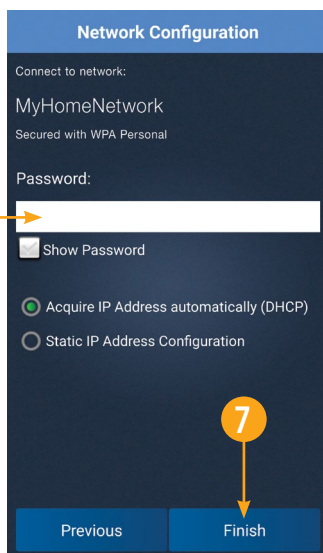 Network Configuration
Connect to network:
MyHomeNetwork
Secured with WPA Personal
Password:
Show Password
Acquire IP Address automatically (DHCP)
Static IP Address Configuration
7
Previous
Finish